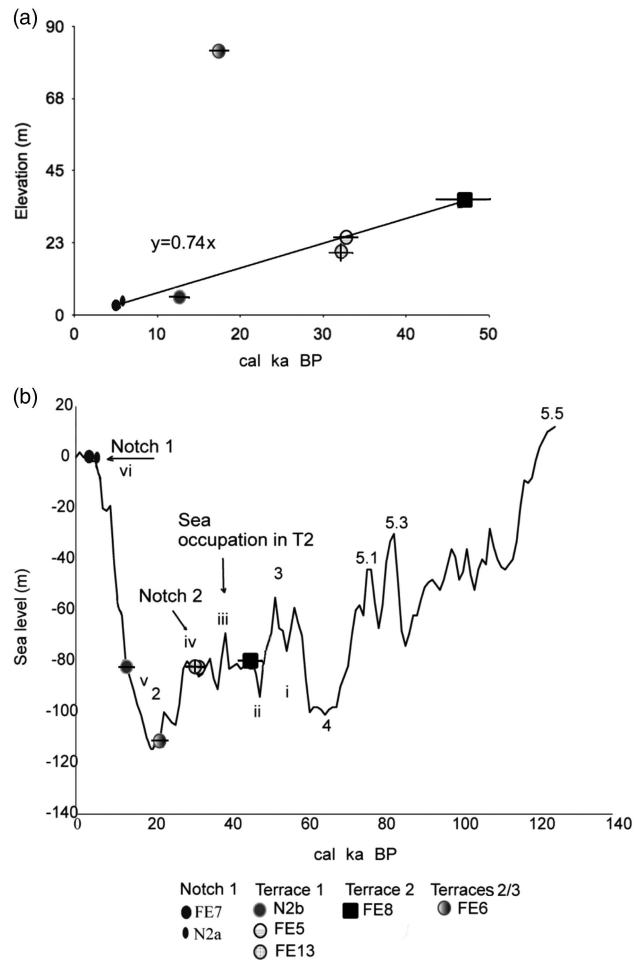 (a)
90
68
45
23
0
Elevation (m)
y=0.74x
0 10 20 30 40 50
cal ka BP
(b)
20
0
-20
-40
-60
-80
-100
-120
-140
Sea level (m)
Notch 1
vi
Sea
occupation in T2
Notch 2
iv
iii
v
2
3
i
ii
4
5.1
5.3
5.5
0 20 40 60 80 100 120 140
cal ka BP
Notch 1 Terrace 1 Terrace 2 Terraces 2/3
FE7 N2b FE8 FE6
N2a FE5
FE13